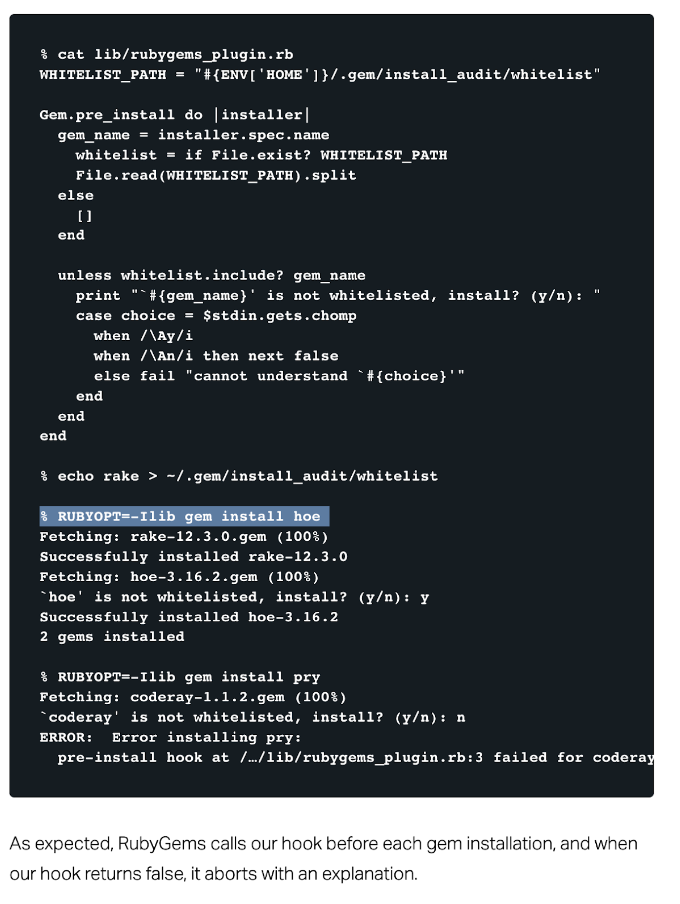 % cat lib/rubygems_plugin.rb
WHITELIST_PATH = "#{ENV['HOME']}/.gem/install_audit/whitelist"

Gem.pre_install do |installer|
  gem_name = installer.spec.name
    whitelist = if File.exist? WHITELIST_PATH
    File.read(WHITELIST_PATH).split
  else
    []
  end

  unless whitelist.include? gem_name
    print "`#{gem_name}' is not whitelisted, install? (y/n): "
    case choice = $stdin.gets.chomp
      when /\Ay/i
      when /\An/i then next false
      else fail "cannot understand `#{choice}'"
    end
  end
end

% echo rake > ~/.gem/install_audit/whitelist

% RUBYOPT=-Ilib gem install hoe
Fetching: rake-12.3.0.gem (100%)
Successfully installed rake-12.3.0
Fetching: hoe-3.16.2.gem (100%)
`hoe' is not whitelisted, install? (y/n): y
Successfully installed hoe-3.16.2
2 gems installed

% RUBYOPT=-Ilib gem install pry
Fetching: coderay-1.1.2.gem (100%)
`coderay' is not whitelisted, install? (y/n): n
ERROR:  Error installing pry:
  pre-install hook at /…/lib/rubygems_plugin.rb:3 failed for coderay

As expected, RubyGems calls our hook before each gem installation, and when
our hook returns false, it aborts with an explanation.